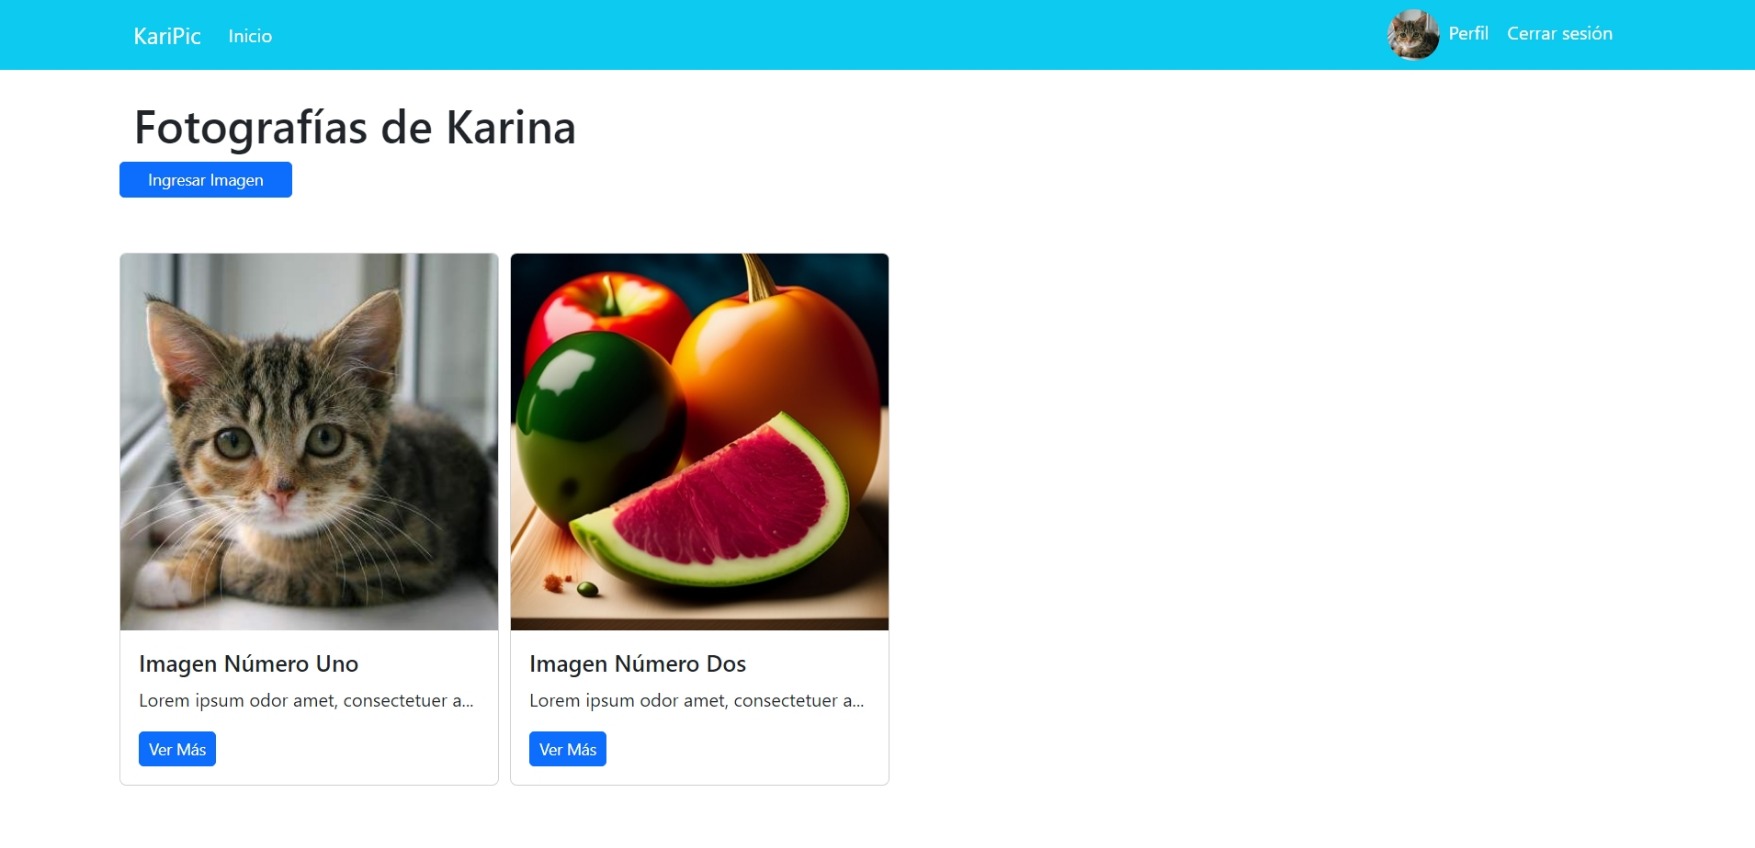 KariPic Inicio Perfil Cerrar sesión
Fotografías de Karina
Ingresar Imagen
Imagen Número Uno
Lorem ipsum odor amet, consectetuer a...
Ver Más
Imagen Número Dos
Lorem ipsum odor amet, consectetuer a...
Ver Más